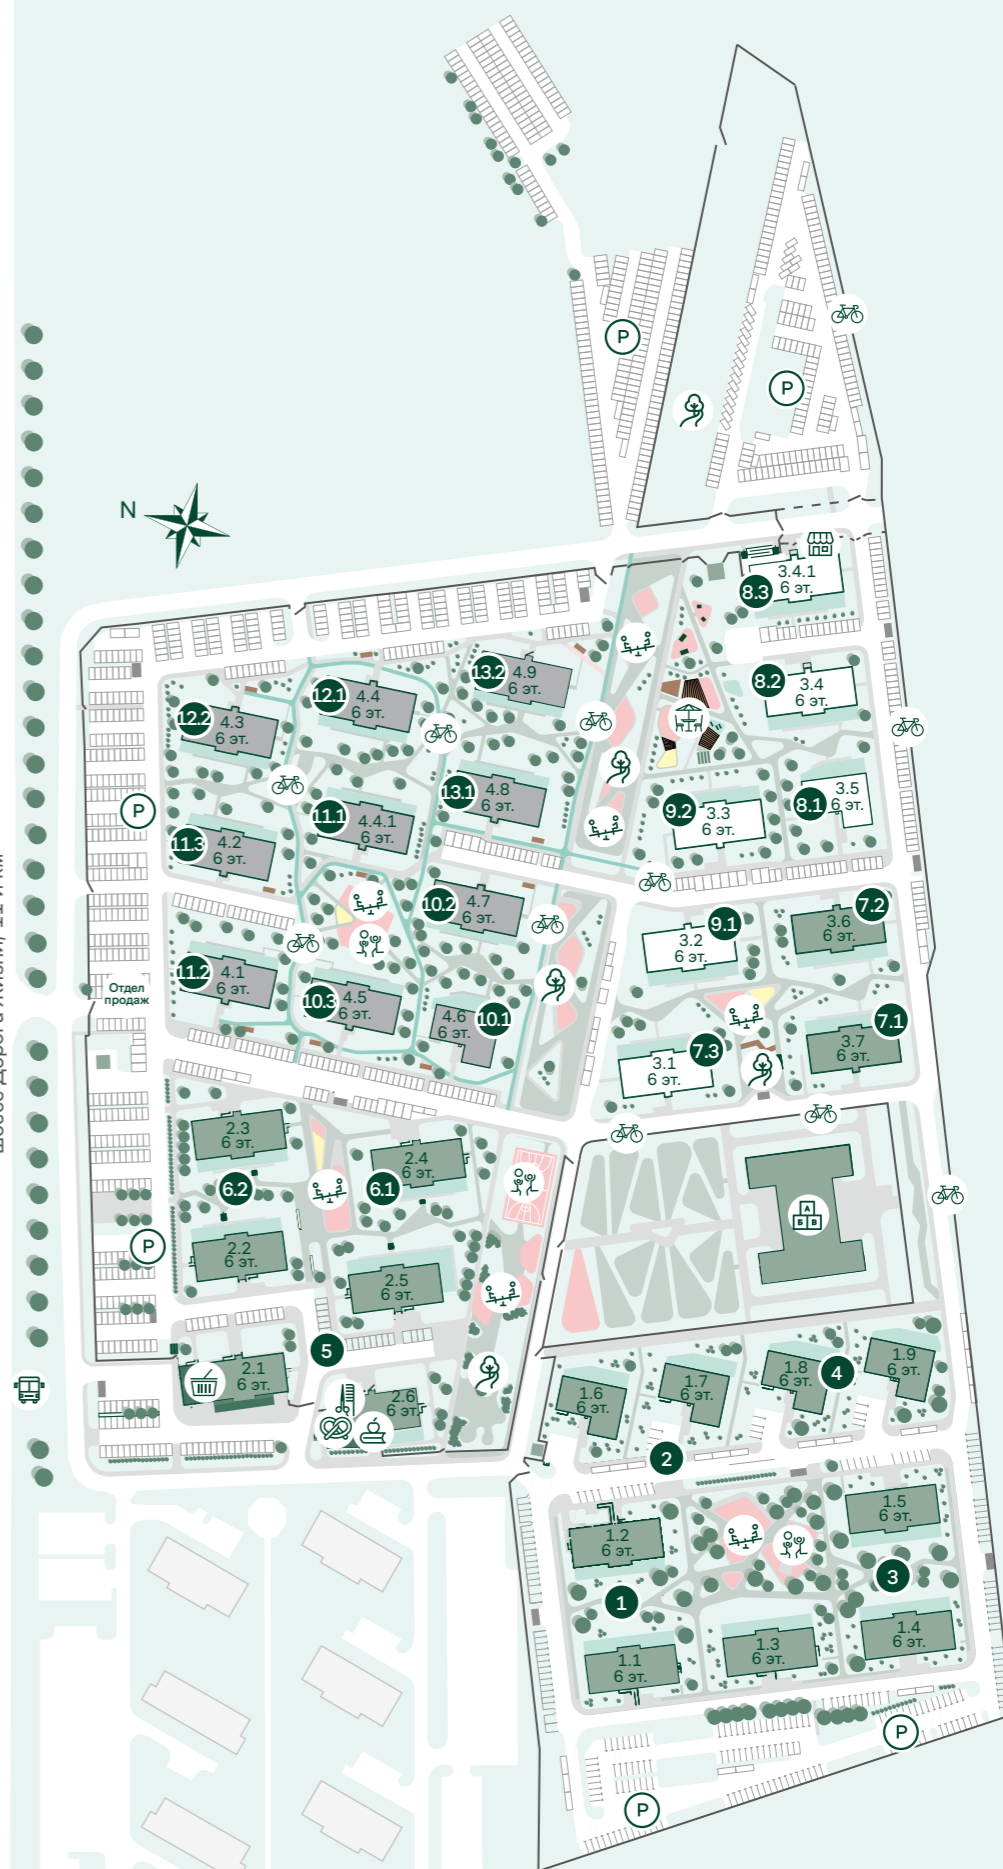 P
P
N
3.4.1
6 эт.
8.3
13.2
4.9
6 эт.
8.2
3.4
6 эт.
12.1
4.4
6 эт.
12.2
4.3
6 эт.
13.1
4.8
6 эт.
8.1
3.5
6 эт.
9.2
3.3
6 эт.
P
11.1
4.4.1
6 эт.
11.3
4.2
6 эт.
10.2
4.7
6 эт.
7.2
3.6
6 эт.
9.1
3.2
6 эт.
11.2
4.1
6 эт.
Отдел
продаж
10.3
4.5
6 эт.
4.6
6 эт.
10.1
7.1
3.7
6 эт.
7.3
3.1
6 эт.
2.3
6 эт.
2.4
6 эт.
6.2
6.1
А
Б В
P
2.2
6 эт.
2.5
6 эт.
5
2.1
6 эт.
2.6
6 эт.
1.6
6 эт.
1.7
6 эт.
1.8
6 эт.
4
1.9
6 эт.
2
1.2
6 эт.
1.5
6 эт.
1
3
1.1
6 эт.
1.3
6 эт.
1.4
6 эт.
P
P